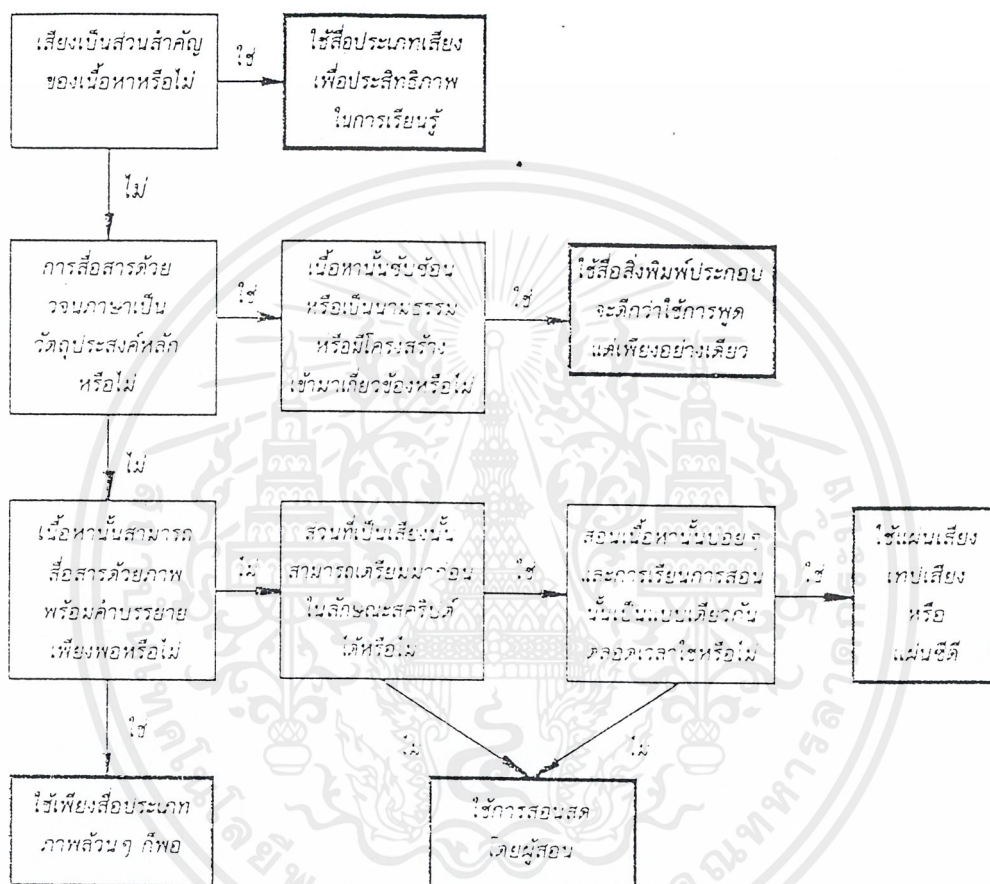 เสียงเป็นส่วนสำคัญ
ของเนื้อหาหรือไม่
ใช่
ใช้สื่อประเภทเสียง
เพื่อประสิทธิภาพ
ในการเรียนรู้
ไม่
การสื่อสารด้วย
วจนภาษาเป็น
วัตถุประสงค์หลัก
หรือไม่
ใช่
เนื้อหานั้นซับซ้อน
หรือเป็นนามธรรม
หรือมีโครงสร้าง
เข้ามาเกี่ยวข้องหรือไม่
ใช่
ใช้สื่อสิ่งพิมพ์ประกอบ
จะดีกว่าใช้การพูด
แต่เพียงอย่างเดียว
ไม่
เนื้อหานั้นสามารถ
สื่อสารด้วยภาพ
พร้อมคำบรรยาย
เพียงพอหรือไม่
ไม่
ส่วนที่เป็นเสียงนั้น
สามารถเตรียมมาก่อน
ในลักษณะสคริปต์
ได้หรือไม่
ใช่
สอนเนื้อหานั้นบ่อยๆ
และการเรียนการสอน
นั้นเป็นแบบเดียวกัน
ตลอดเวลาใช่หรือไม่
ใช่
ใช้แผ่นเสียง
เทปเสียง
หรือ
แผ่นซีดี
ใช่
ไม่
ไม่
ใช้เพียงสื่อประเภท
ภาพล้วนๆ ก็พอ
ใช้การสอนสด
โดยผู้สอน